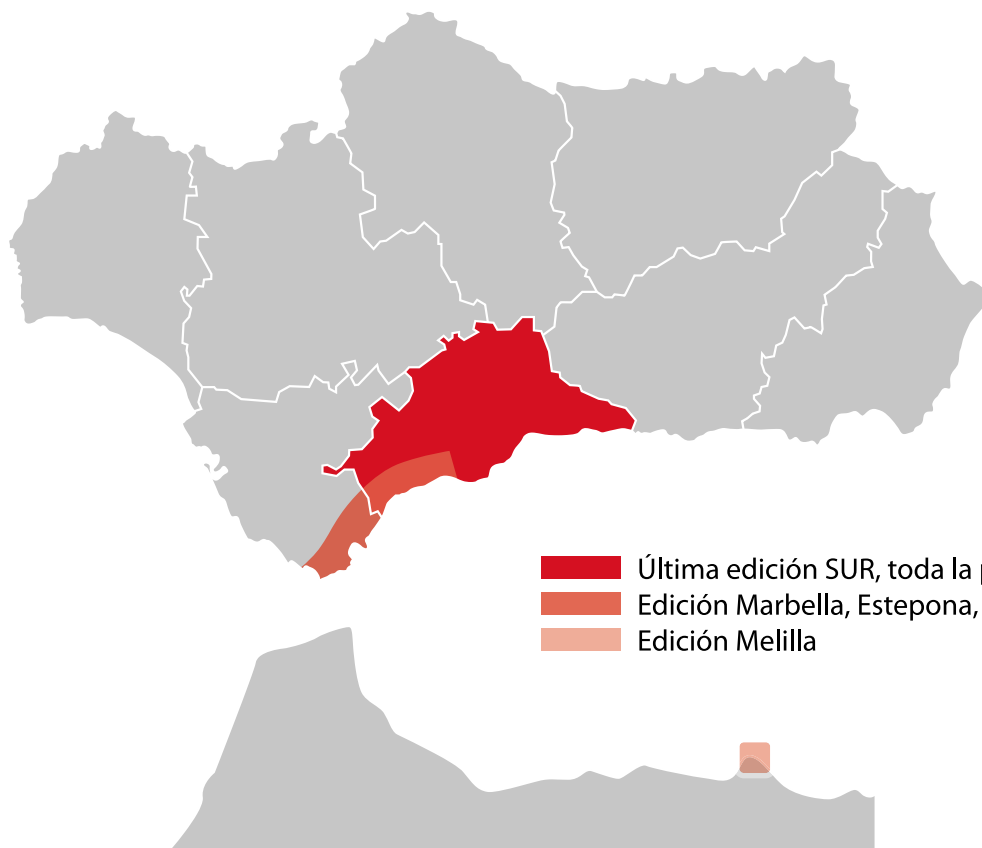 Última edición SUR, toda la p
Edición Marbella, Estepona,
Edición Melilla